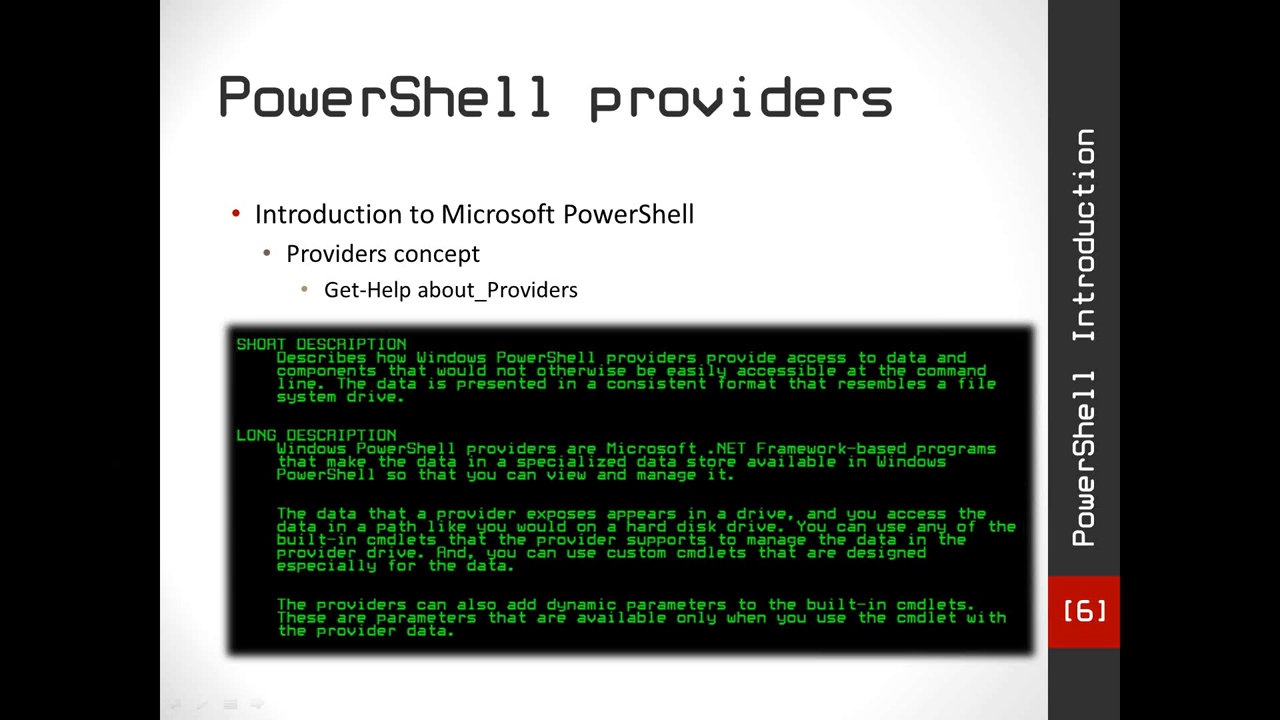 PowerShell providers
Introduction to Microsoft PowerShell
Providers concept
Get-Help about_Providers
SHORT DESCRIPTION
Describes how Windows PowerShell providers provide access to data and
components that would not otherwise be easily accessible at the command
line. The data is presented in a consistent format that resembles a file
system drive.
LONG DESCRIPTION
Windows PowerShell providers are Microsoft .NET Framework-based programs
that make the data in a specialized data store available in Windows
PowerShell so that you can view and manage it.
The data that a provider exposes appears in a drive, and you access the
data in a path like you would on a hard disk drive. You can use any of the
built-in cmdlets that the provider supports to manage the data in the
provider drive. And, you can use custom cmdlets that are designed
especially for the data.
The providers can also add dynamic parameters to the built-in cmdlets.
These are parameters that are available only when you use the cmdlet with
the provider data.
PowerShell Introduction
[6]